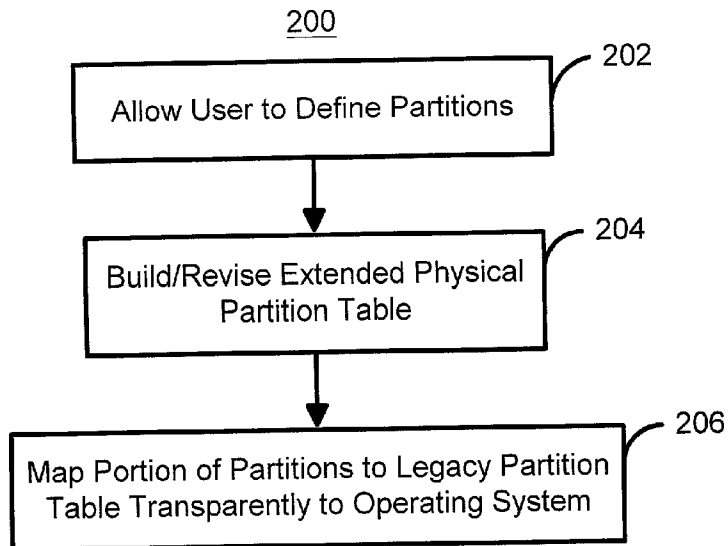 200
202
Allow User to Define Partitions
204
Build/Revise Extended Physical
Partition Table
206
Map Portion of Partitions to Legacy Partition
Table Transparently to Operating System